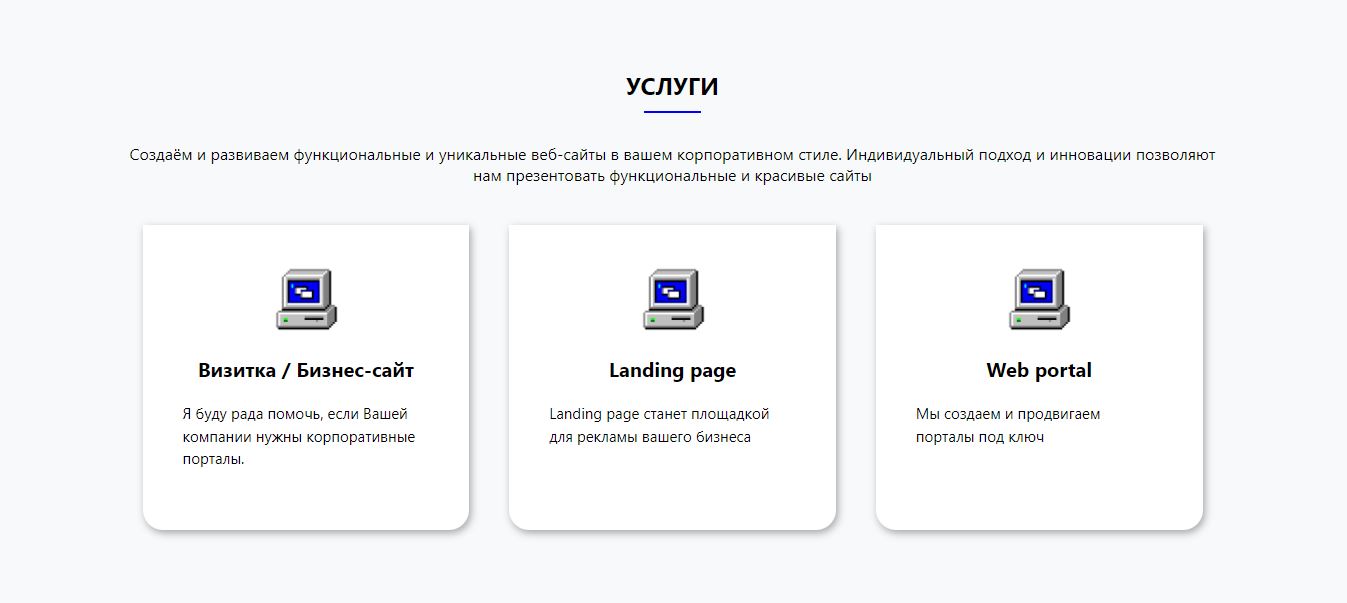 УСЛУГИ
Создаём и развиваем функциональные и уникальные веб-сайты в вашем корпоративном стиле. Индивидуальный подход и инновации позволяют
нам презентовать функциональные и красивые сайты
Визитка / Бизнес-сайт
Я буду рада помочь, если Вашей
компании нужны корпоративные
порталы.
Landing page
Landing page станет площадкой
для рекламы вашего бизнеса
Web portal
Мы создаем и продвигаем
порталы под ключ